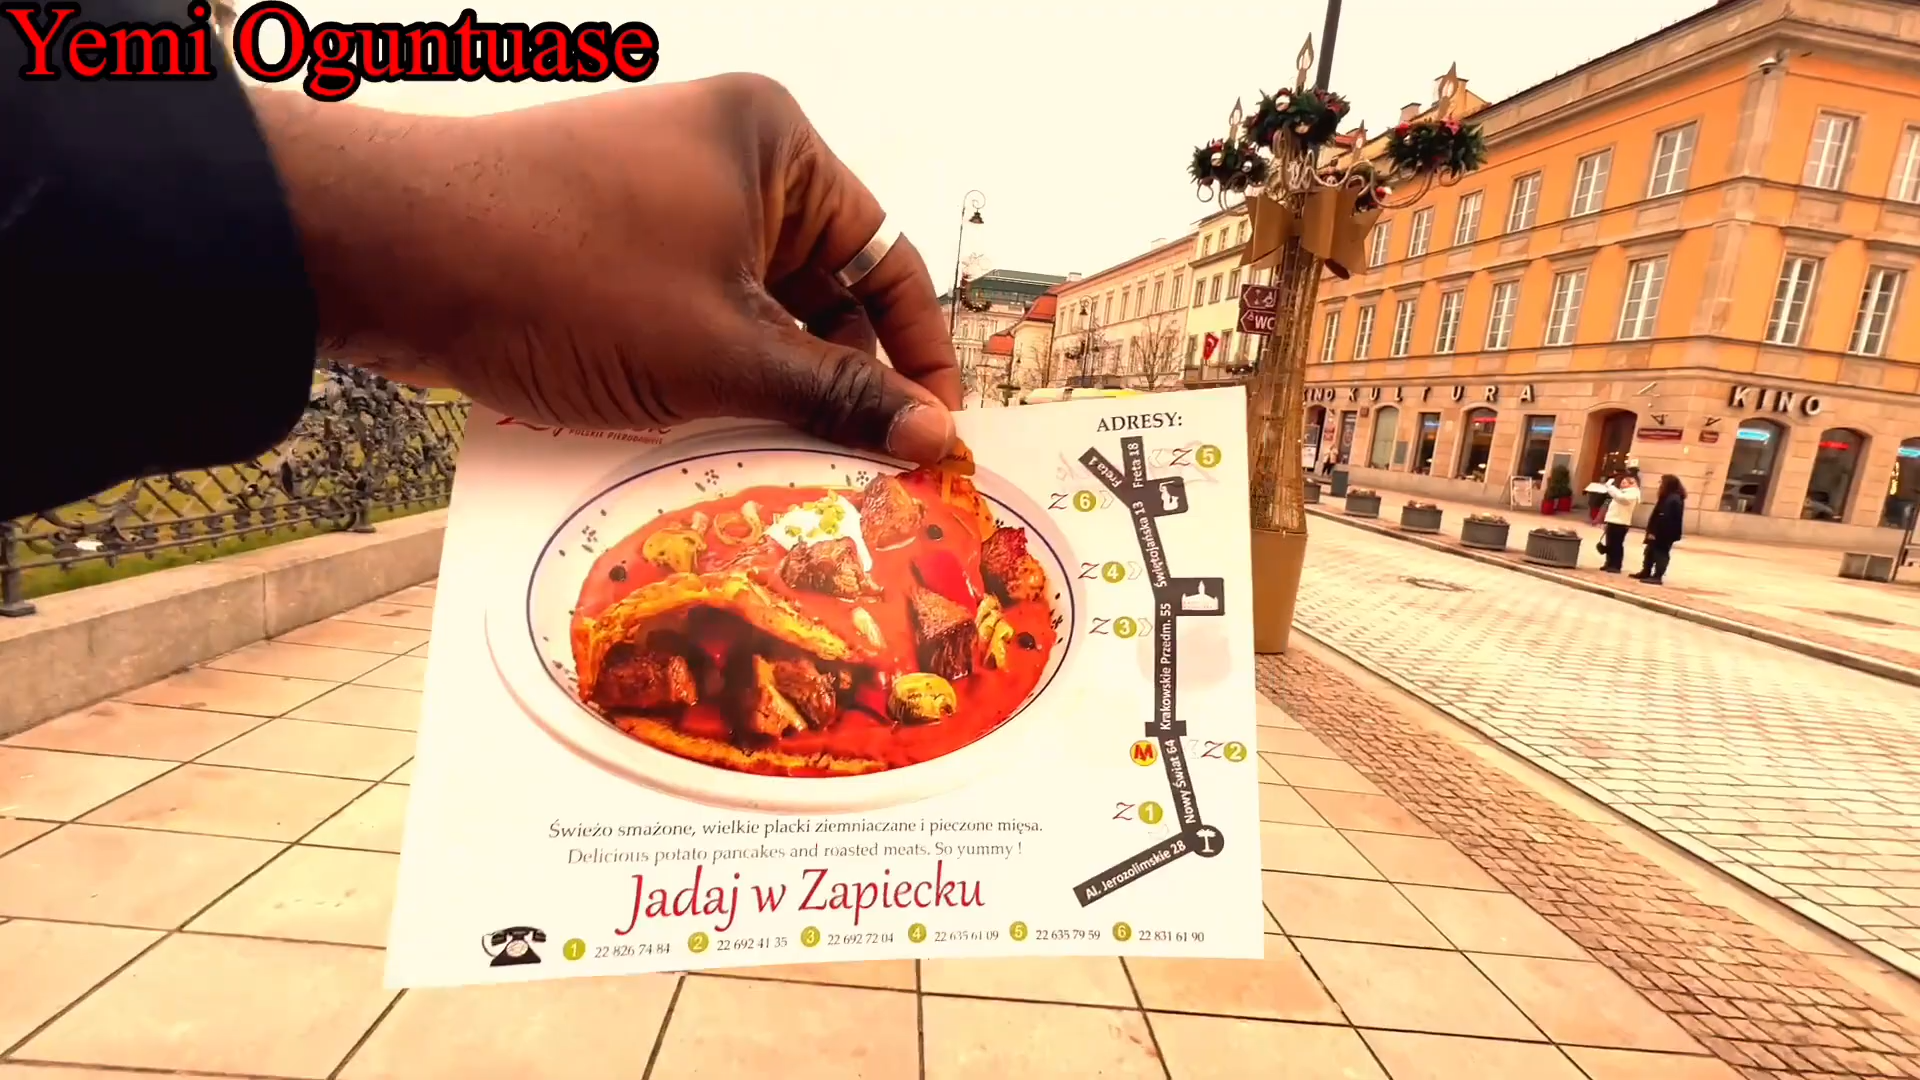 Yemi Oguntuase
WC
KINO KULTURA
KINO
POLSKIE PIEROGARNIE
ADRESY:
Freta 1
Freta 18
Z 5
Z 6
Świętojańska 13
Z 4
Z 3
Krakowskie Przedm. 55
M
Z 2
Nowy Świat 64
Z 1
Al. Jerozolimskie 28
Świeżo smażone, wielkie placki ziemniaczane i pieczone mięsa.
Delicious potato pancakes and roasted meats. So yummy !
Jadaj w Zapiecku
1 22 826 74 84 2 22 692 41 35 3 22 692 72 04 4 22 635 61 09 5 22 635 79 59 6 22 831 61 90